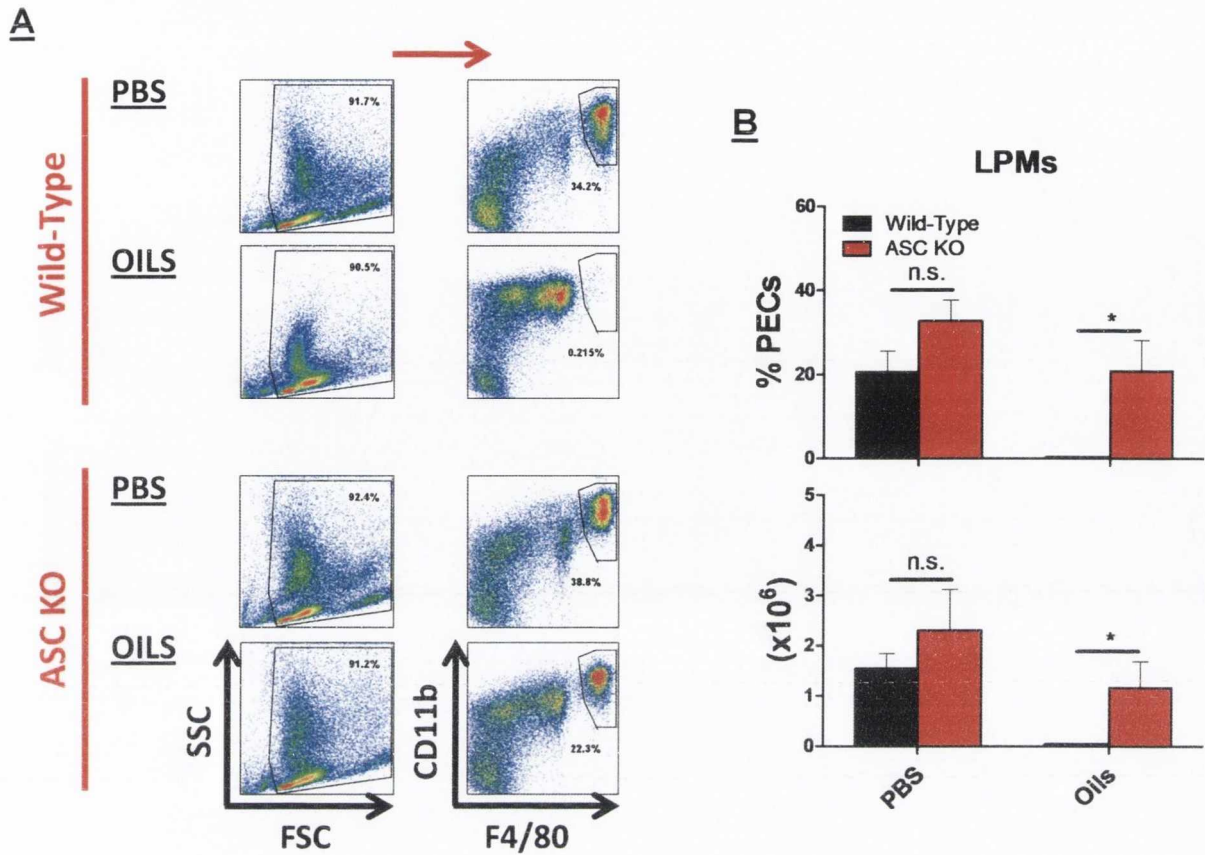 A
Wild-Type
PBS
91.7%
34.2%
OILS
90.5%
0.215%
ASC KO
PBS
92.4%
38.8%
OILS
91.2%
22.3%
SSC
FSC
CD11b
F4/80
B
LPMs
% PECs
60
40
20
0
Wild-Type
ASC KO
n.s.
*
(x10⁶)
5
4
3
2
1
0
n.s.
*
PBS
Oils